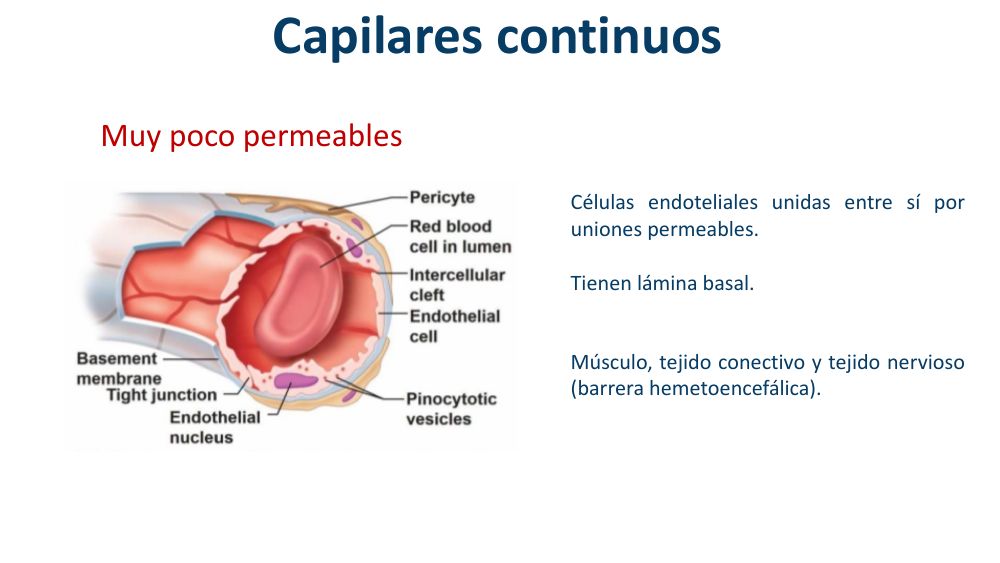 Capilares continuos
Muy poco permeables
Pericyte
Red blood
cell in lumen
Intercellular
cleft
Endothelial
cell
Basement
membrane
Tight junction
Endothelial
nucleus
Pinocytotic
vesicles
Células endoteliales unidas entre sí por
uniones permeables.
Tienen lámina basal.
Músculo, tejido conectivo y tejido nervioso
(barrera hemetoencefálica).